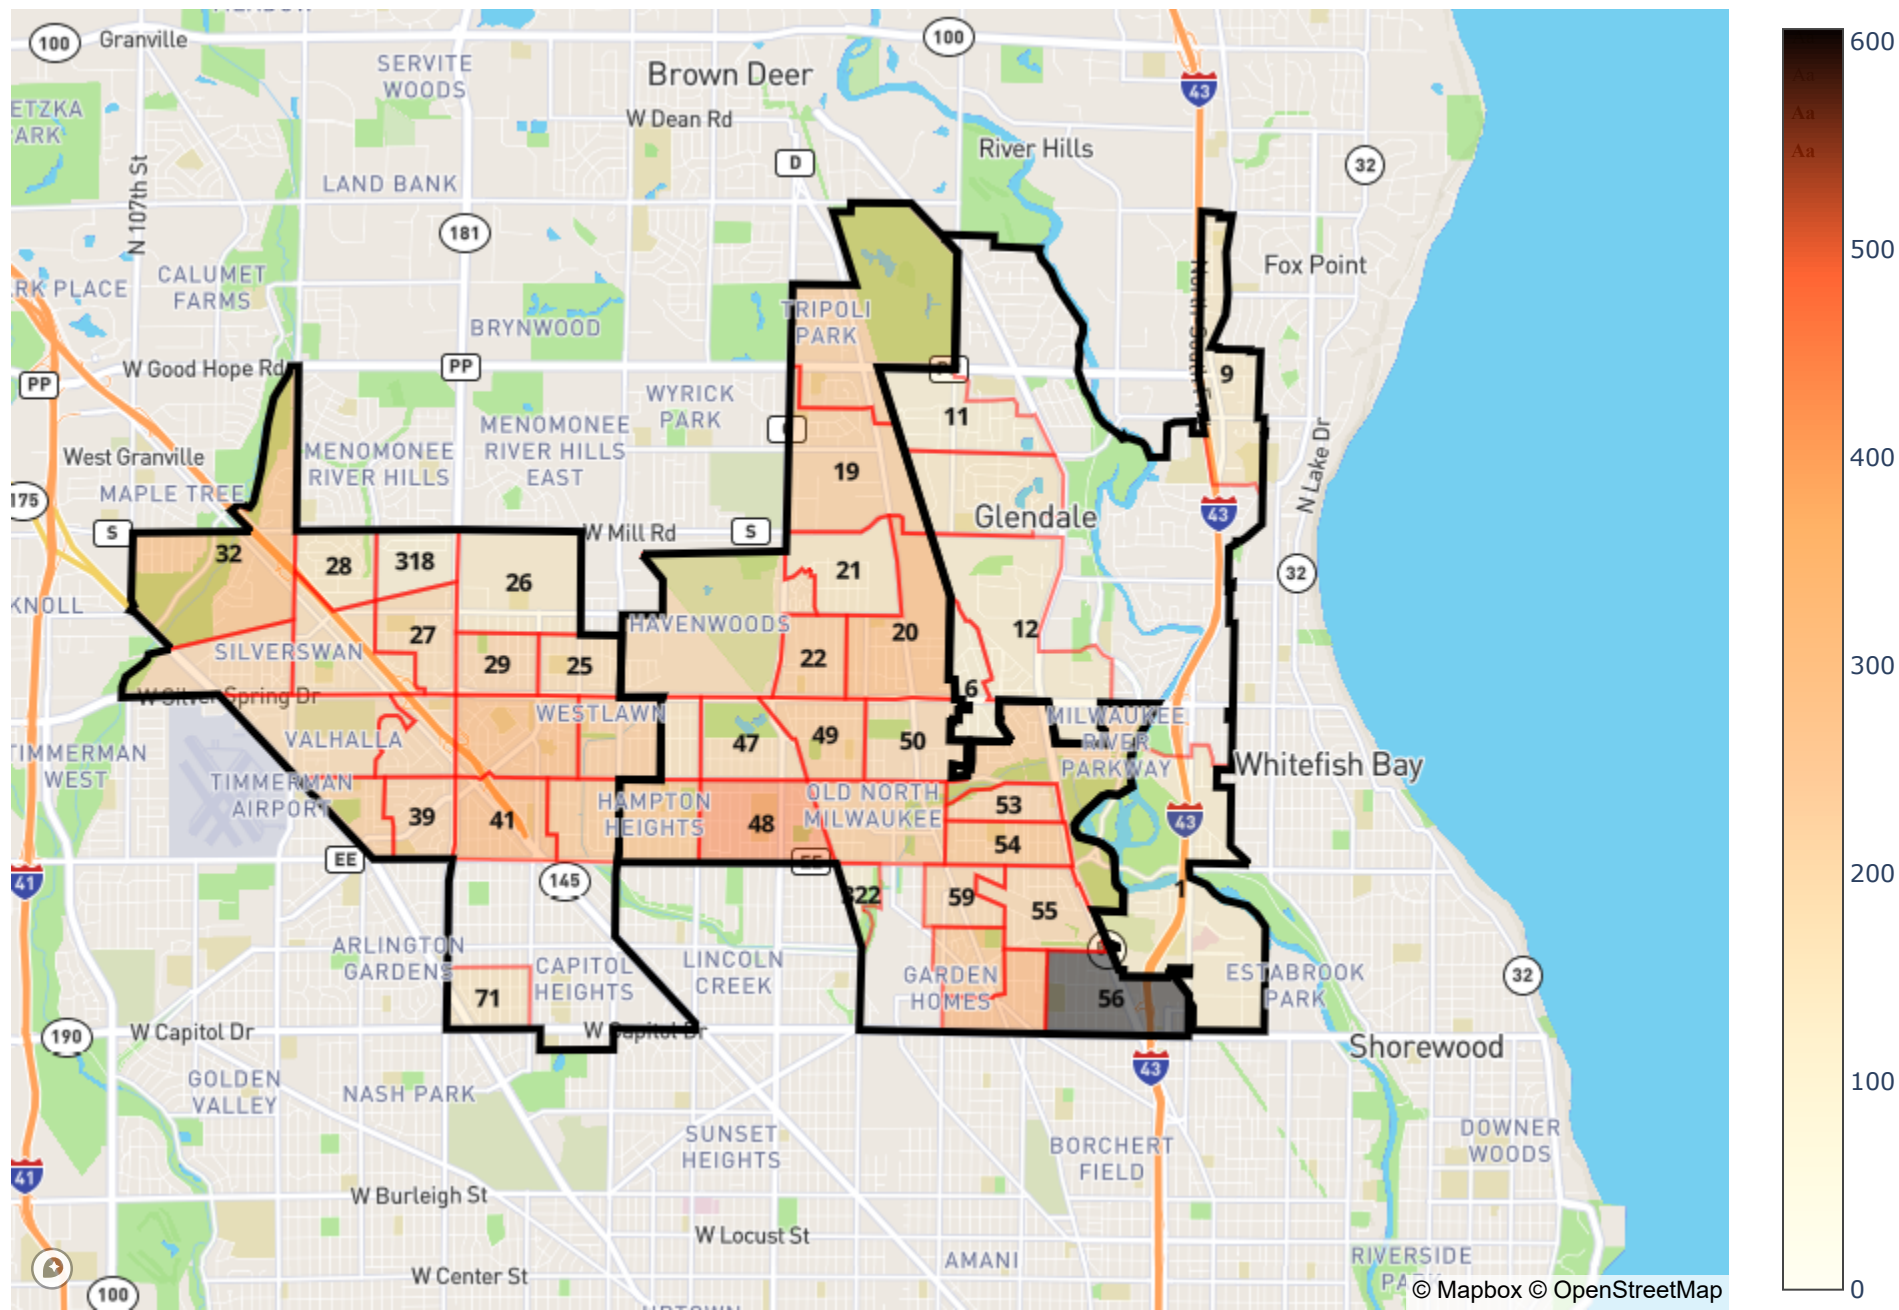 100
Granville
100
SERVITE
WOODS
Brown Deer
43
600
Aa
Aa
Aa
ETZKA
ARK
W Dean Rd
River Hills
D
32
N 107th St
LAND BANK
181
500
CALUMET
FARMS
Fox Point
RK PLACE
TRIPOLI
PARK
BRYNWOOD
W Good Hope Rd
PP
PP
9
WYRICK
PARK
11
MENOMONEE
RIVER HILLS
EAST
MENOMONEE
RIVER HILLS
400
West Granville
N Lake Dr
MAPLE TREE
19
175
Glendale
43
S
W Mill Rd
S
32
28
318
26
21
32
KNOLL
HAVENWOODS
27
20
12
SILVERSWAN
29
25
22
300
W Silver Spring Dr
6
WESTLAWN
MILWAUKEE
RIVER
PARKWAY
VALHALLA
47
49
50
TIMMERMAN
WEST
Whitefish Bay
TIMMERMAN
AIRPORT
HAMPTON
HEIGHTS
OLD NORTH
MILWAUKEE
39
41
48
53
43
54
EE
EE
200
41
145
322
59
55
1
ARLINGTON
GARDENS
CAPITOL
HEIGHTS
LINCOLN
CREEK
GARDEN
HOMES
ESTABROOK
PARK
32
71
56
190
W Capitol Dr
W Capitol Dr
Shorewood
43
GOLDEN
VALLEY
NASH PARK
100
SUNSET
HEIGHTS
BORCHERT
FIELD
DOWNER
WOODS
41
W Burleigh St
W Locust St
AMANI
RIVERSIDE
W Center St
100
© Mapbox © OpenStreetMap
0